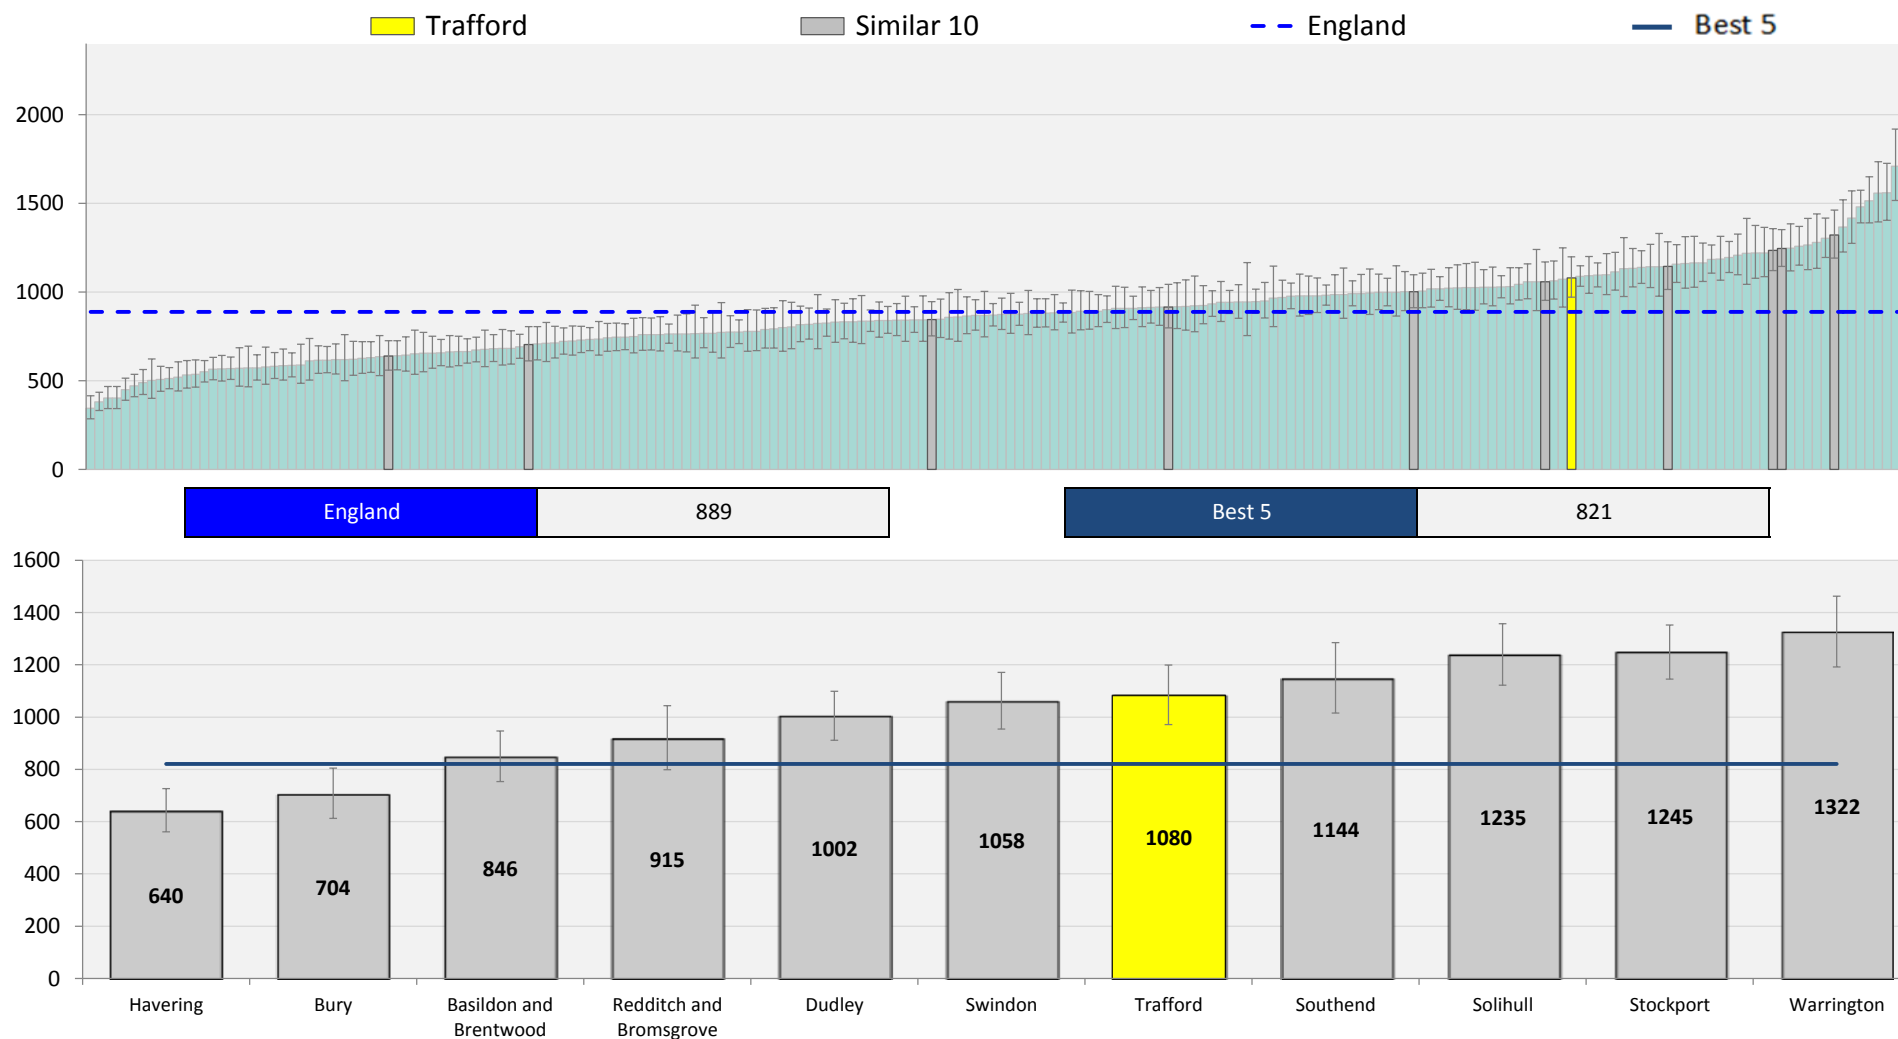 Trafford Similar 10 England Best 5
2000
1500
1000
500
0
England 889 Best 5 821
1600
1400
1200
1000
800
600
400
200
0
640 704 846 915 1002 1058 1080 1144 1235 1245 1322
Havering Bury Basildon and Redditch and Dudley Swindon Trafford Southend Solihull Stockport Warrington
Brentwood Bromsgrove